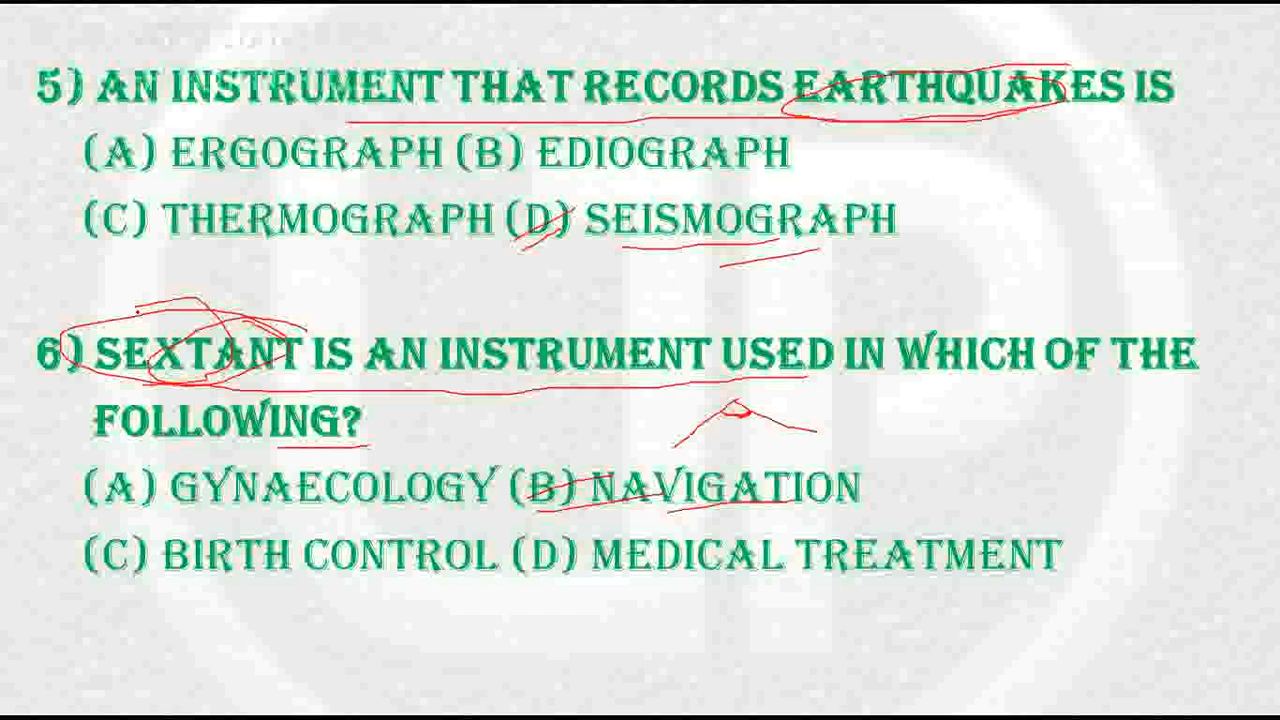 5) AN INSTRUMENT THAT RECORDS EARTHQUAKES IS
(A) ERGOGRAPH (B) EDIOGRAPH
(C) THERMOGRAPH (D) SEISMOGRAPH
6) SEXTANT IS AN INSTRUMENT USED IN WHICH OF THE
FOLLOWING?
(A) GYNAECOLOGY (B) NAVIGATION
(C) BIRTH CONTROL (D) MEDICAL TREATMENT